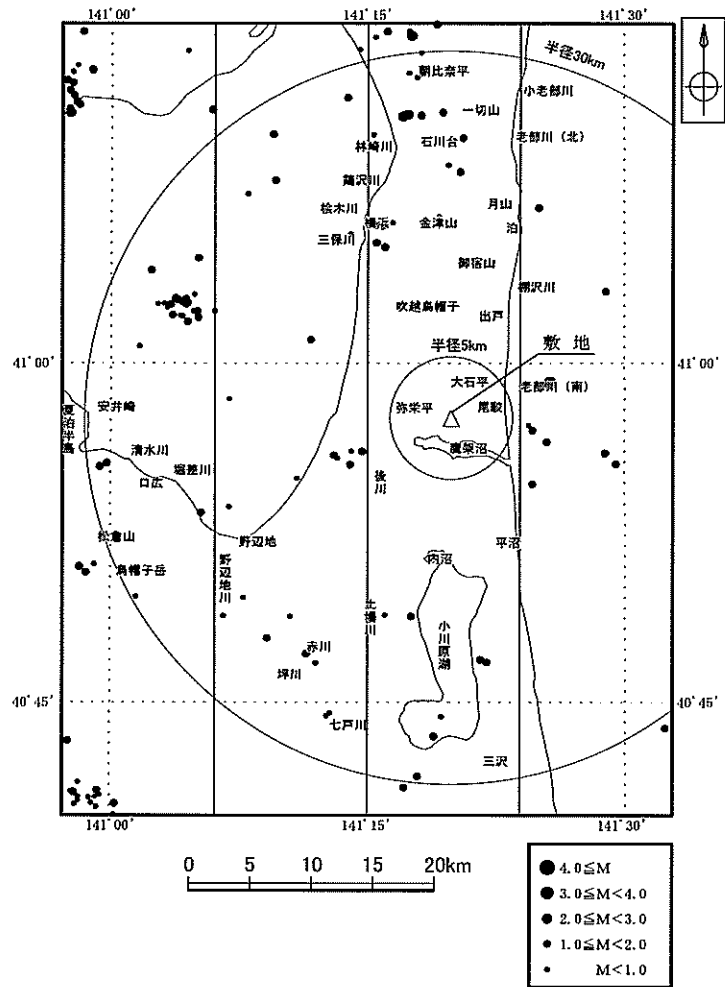 141°00'
141°15'
141°30'
半径30km
朝比奈平
小老部川
一切山
石川台
老部川（北）
林崎川
鶏沢川
桧木川
横浜
金津山
月山
泊
三保川
御宿山
棚沢川
吹越烏帽子
出戸
半径5km
敷 地
41°00'
41°00'
大石平
老部川（南）
弥栄平
尾駮
安井崎
夏泊半島
清水川
堀差川
口広
鷹架沼
後川
松倉山
野辺地
平沼
烏帽子岳
野辺地川
内沼
土場川
小川原湖
赤川
坪川
七戸川
40°45'
40°45'
三沢
141°00'
141°15'
141°30'
0 5 10 15 20km
4.0≦M
3.0≦M<4.0
2.0≦M<3.0
1.0≦M<2.0
M<1.0